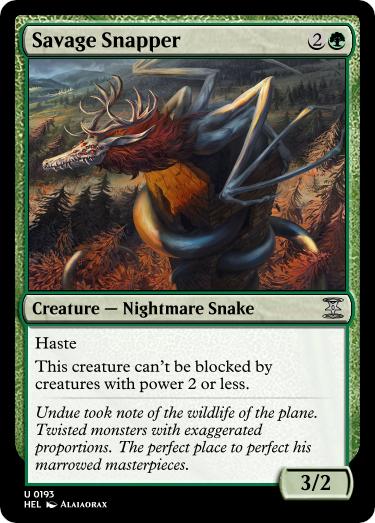 Savage Snapper 2
Creature — Nightmare Snake
Haste
This creature can't be blocked by
creatures with power 2 or less.
Undue took note of the wildlife of the plane.
Twisted monsters with exaggerated
proportions. The perfect place to perfect his
marrowed masterpieces.
3/2
U 0193
HEL Alaiaorax